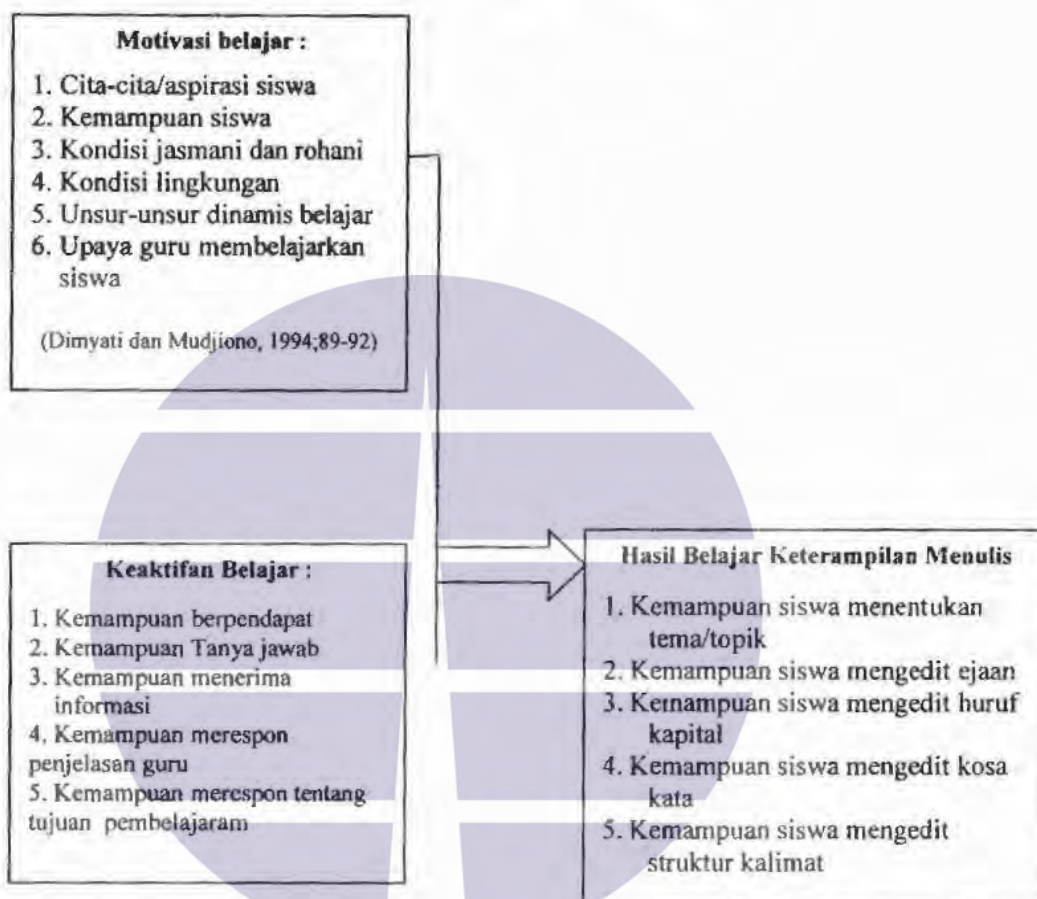 Motivasi belajar :
1. Cita-cita/aspirasi siswa
2. Kemampuan siswa
3. Kondisi jasmani dan rohani
4. Kondisi lingkungan
5. Unsur-unsur dinamis belajar
6. Upaya guru membelajarkan
siswa
(Dimyati dan Mudjiono, 1994;89-92)
Keaktifan Belajar :
1. Kemampuan berpendapat
2. Kemampuan Tanya jawab
3. Kemampuan menerima
informasi
4. Kemampuan merespon
penjelasan guru
5. Kemampuan merespon tentang
tujuan pembelajaram
Hasil Belajar Keterampilan Menulis
1. Kemampuan siswa menentukan
tema/topik
2. Kemampuan siswa mengedit ejaan
3. Kemampuan siswa mengedit huruf
kapital
4. Kemampuan siswa mengedit kosa
kata
5. Kemampuan siswa mengedit
struktur kalimat